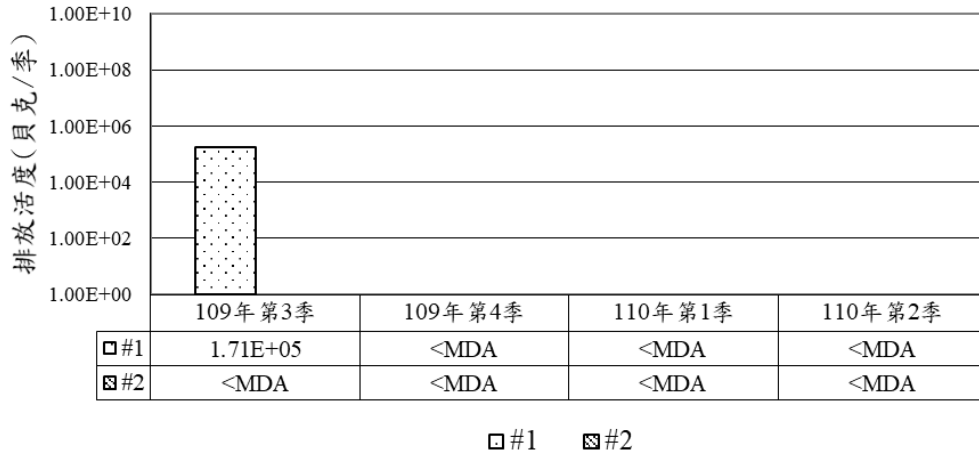 1.00E+10
1.00E+08
1.00E+06
1.00E+04
1.00E+02
1.00E+00
排放活度(貝克/季)
109年第3季 109年第4季 110年第1季 110年第2季
#1 1.71E+05 <MDA <MDA <MDA
#2 <MDA <MDA <MDA <MDA
#1 #2